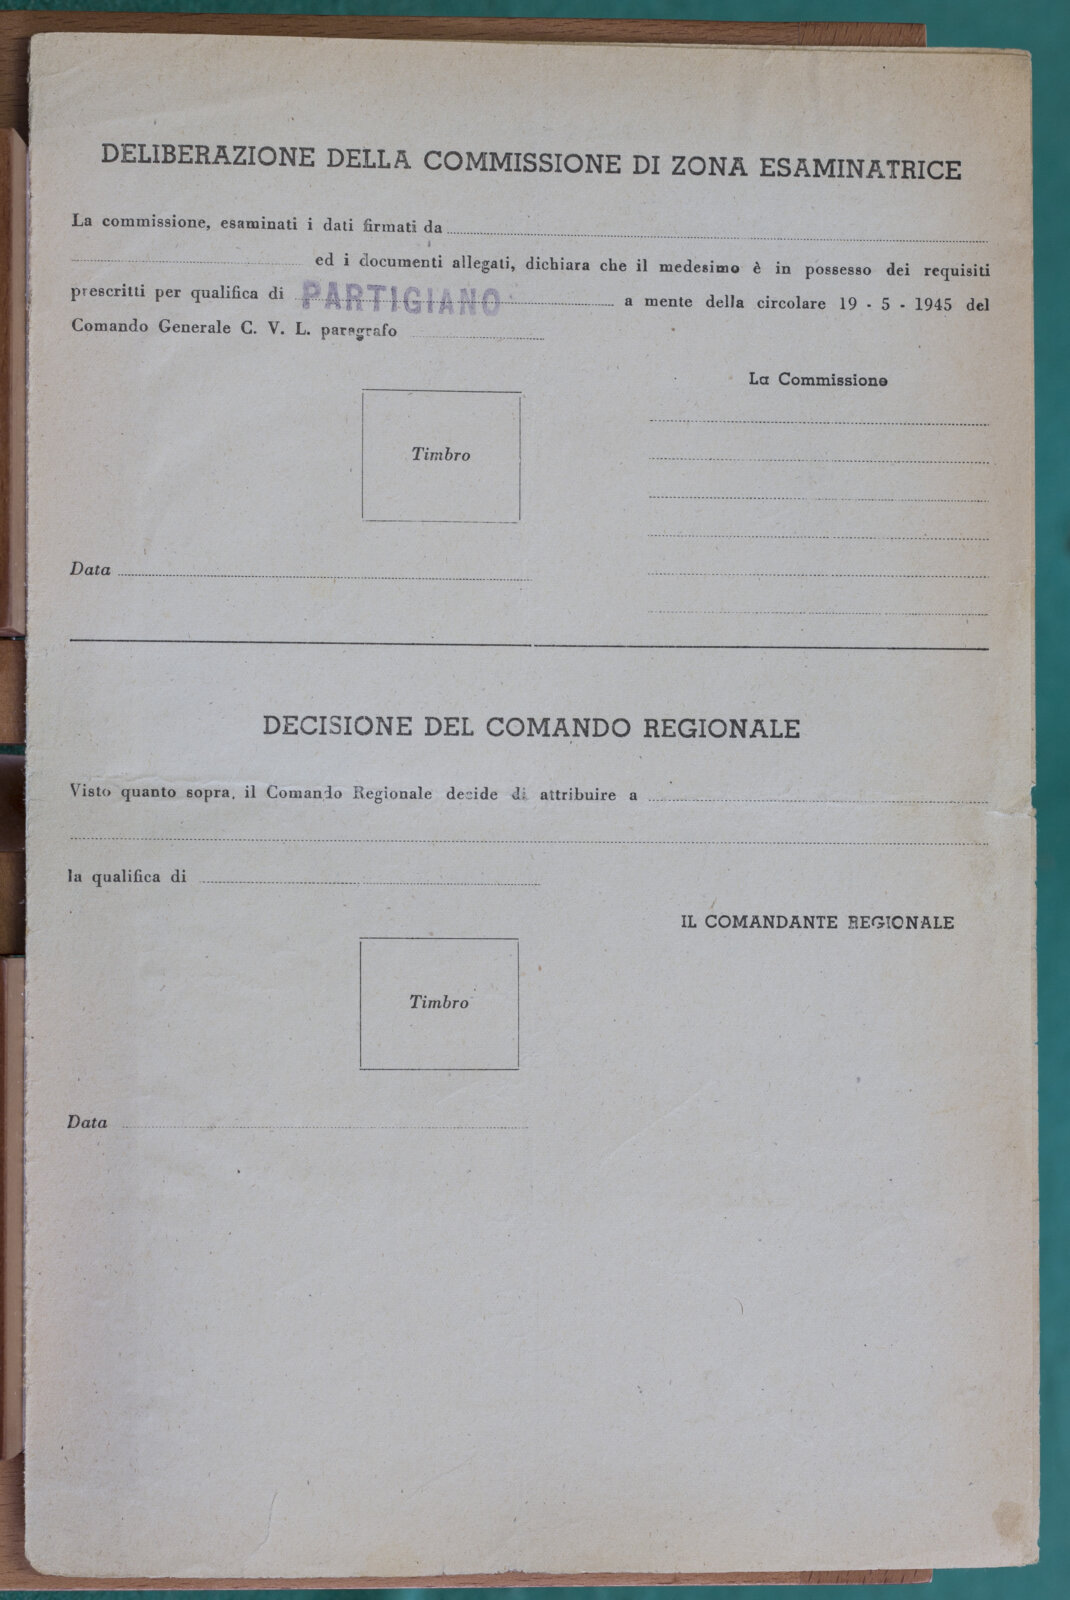 DELIBERAZIONE DELLA COMMISSIONE DI ZONA ESAMINATRICE
La commissione, esaminati i dati firmati da
ed i documenti allegati, dichiara che il medesimo è in possesso dei requisiti
prescritti per qualifica di PARTIGIANO a mente della circolare 19 - 5 - 1945 del
Comando Generale C. V. L. paragrafo
La Commissione
Timbro
Data
DECISIONE DEL COMANDO REGIONALE
Visto quanto sopra, il Comando Regionale decide di attribuire a
la qualifica di
IL COMANDANTE REGIONALE
Timbro
Data